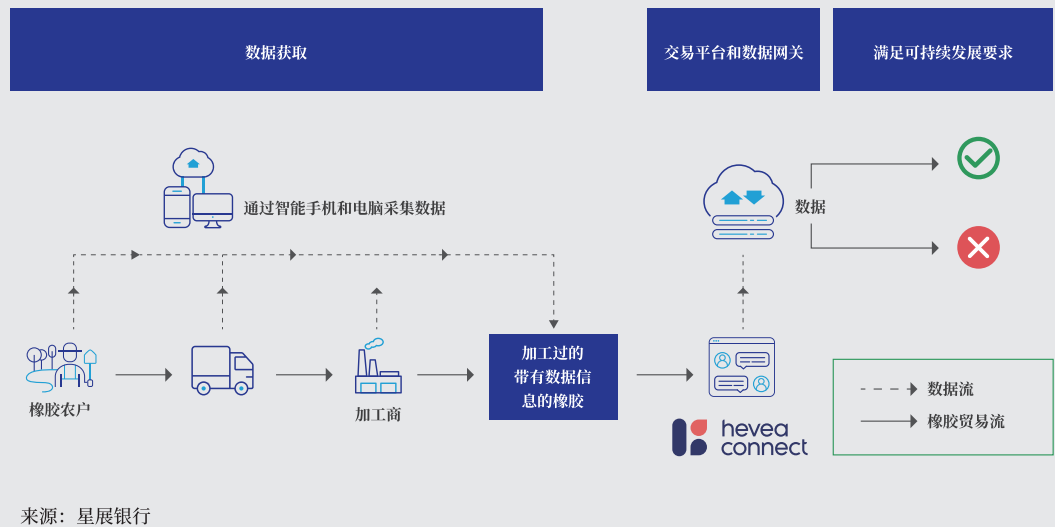 数据获取
交易平台和数据网关
满足可持续发展要求
通过智能手机和电脑采集数据
数据
加工过的
带有数据信
息的橡胶
橡胶农户
加工商
hevea
connect
数据流
橡胶贸易流
来源：星展银行